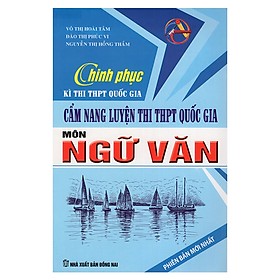 VÕ THỊ HOÀI TÂM
ĐÀO THỊ PHÚC VI
NGUYỄN THỊ HỒNG THẮM
Chinh phục
KÌ THI THPT QUỐC GIA
CẨM NANG LUYỆN THI THPT QUỐC GIA
MÔN
NGỮ VĂN
PHIÊN BẢN MỚI NHẤT
NHÀ XUẤT BẢN ĐỒNG NAI